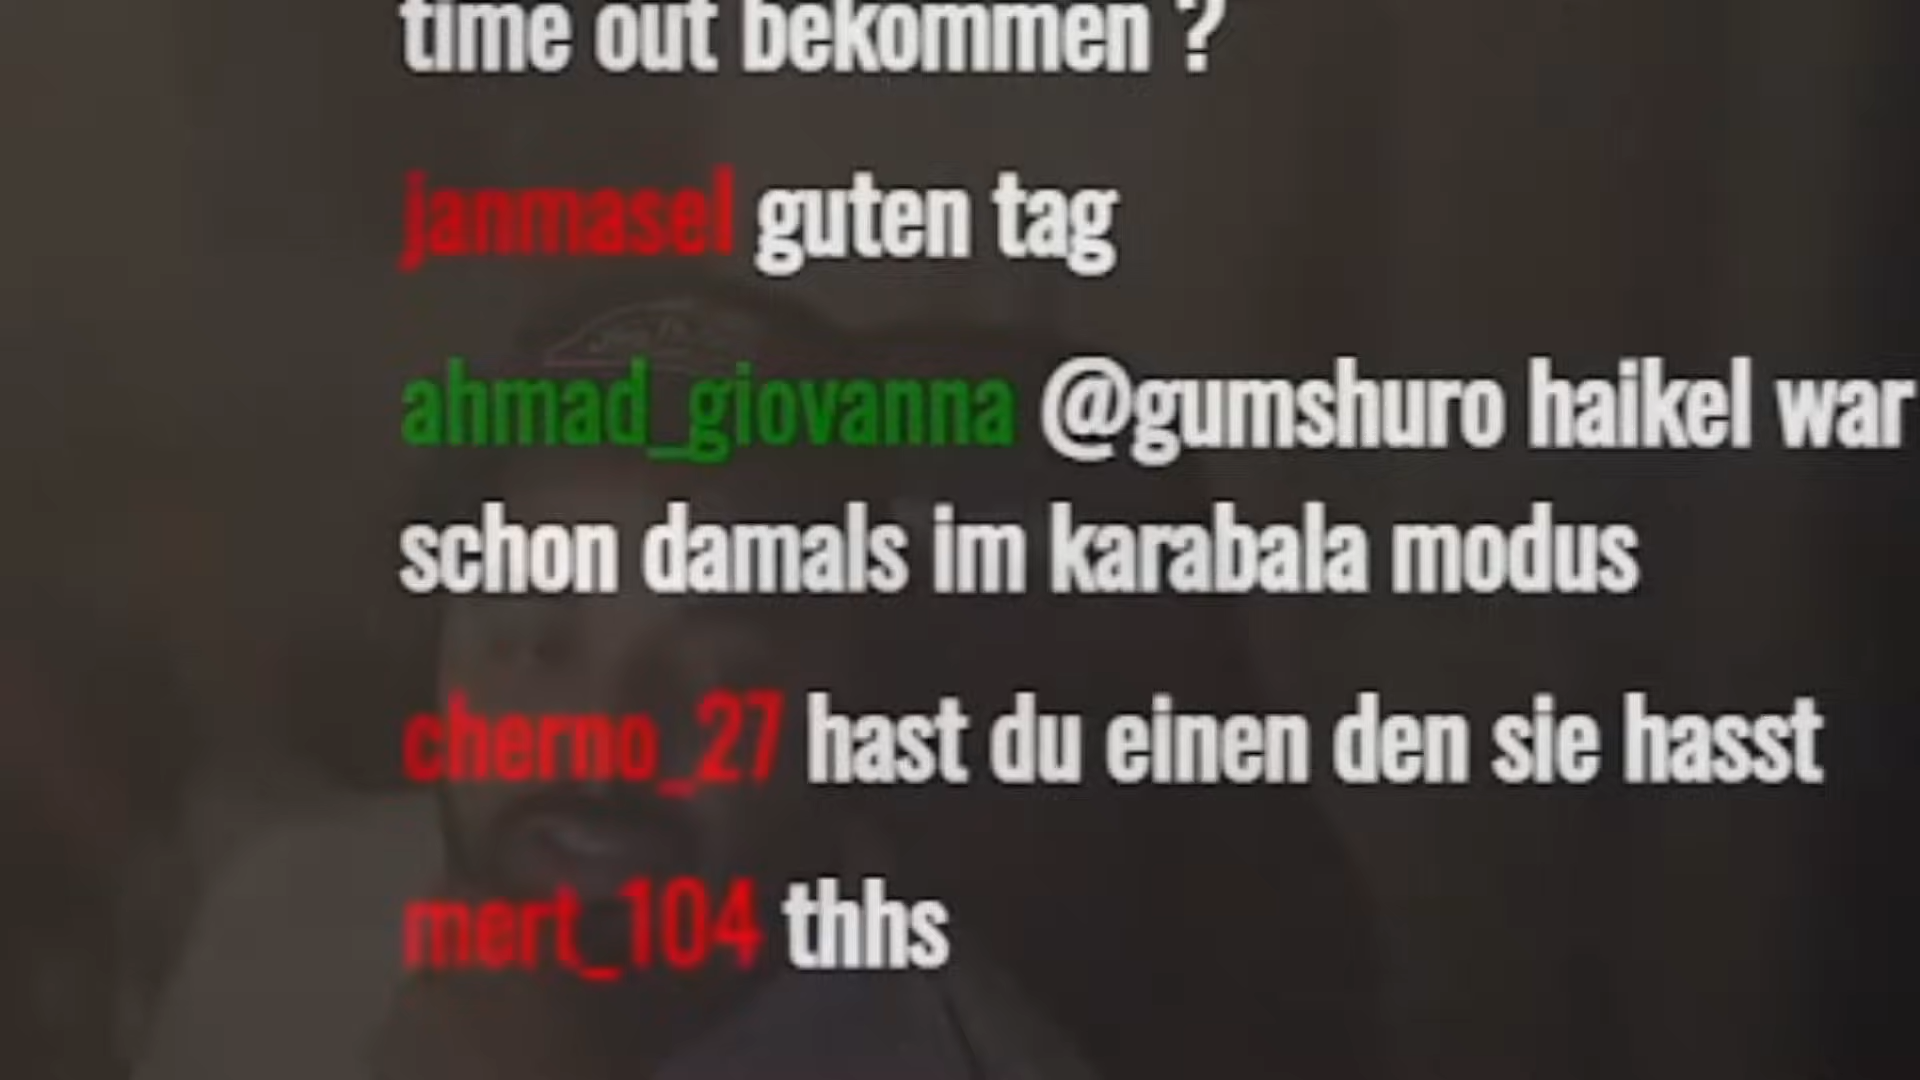 time out bekommen ?
janmasel guten tag
ahmad_giovanna @gumshuro haikel war
schon damals im karabala modus
cherno_27 hast du einen den sie hasst
mert_104 thhs